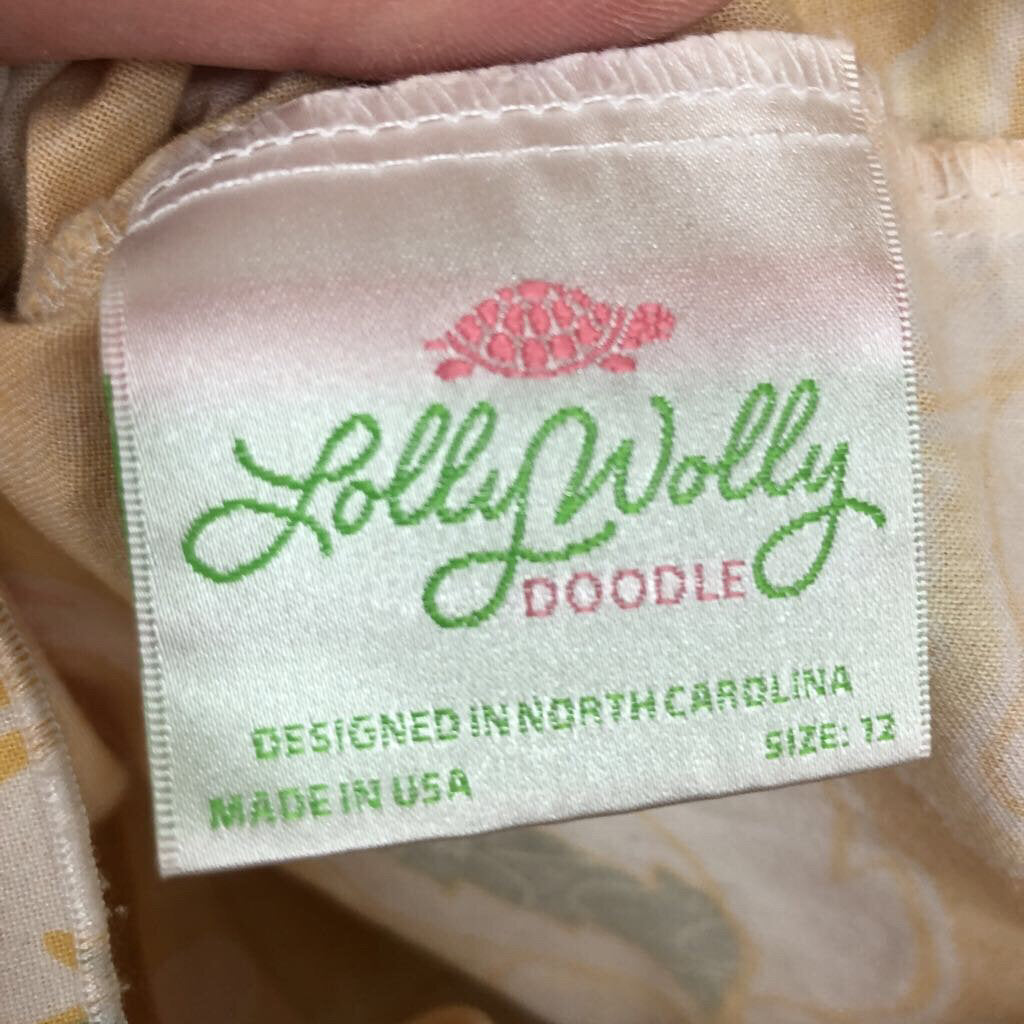 Lolly Wolly
DOODLE
DESIGNED IN NORTH CAROLINA
SIZE: 12
MADE IN USA